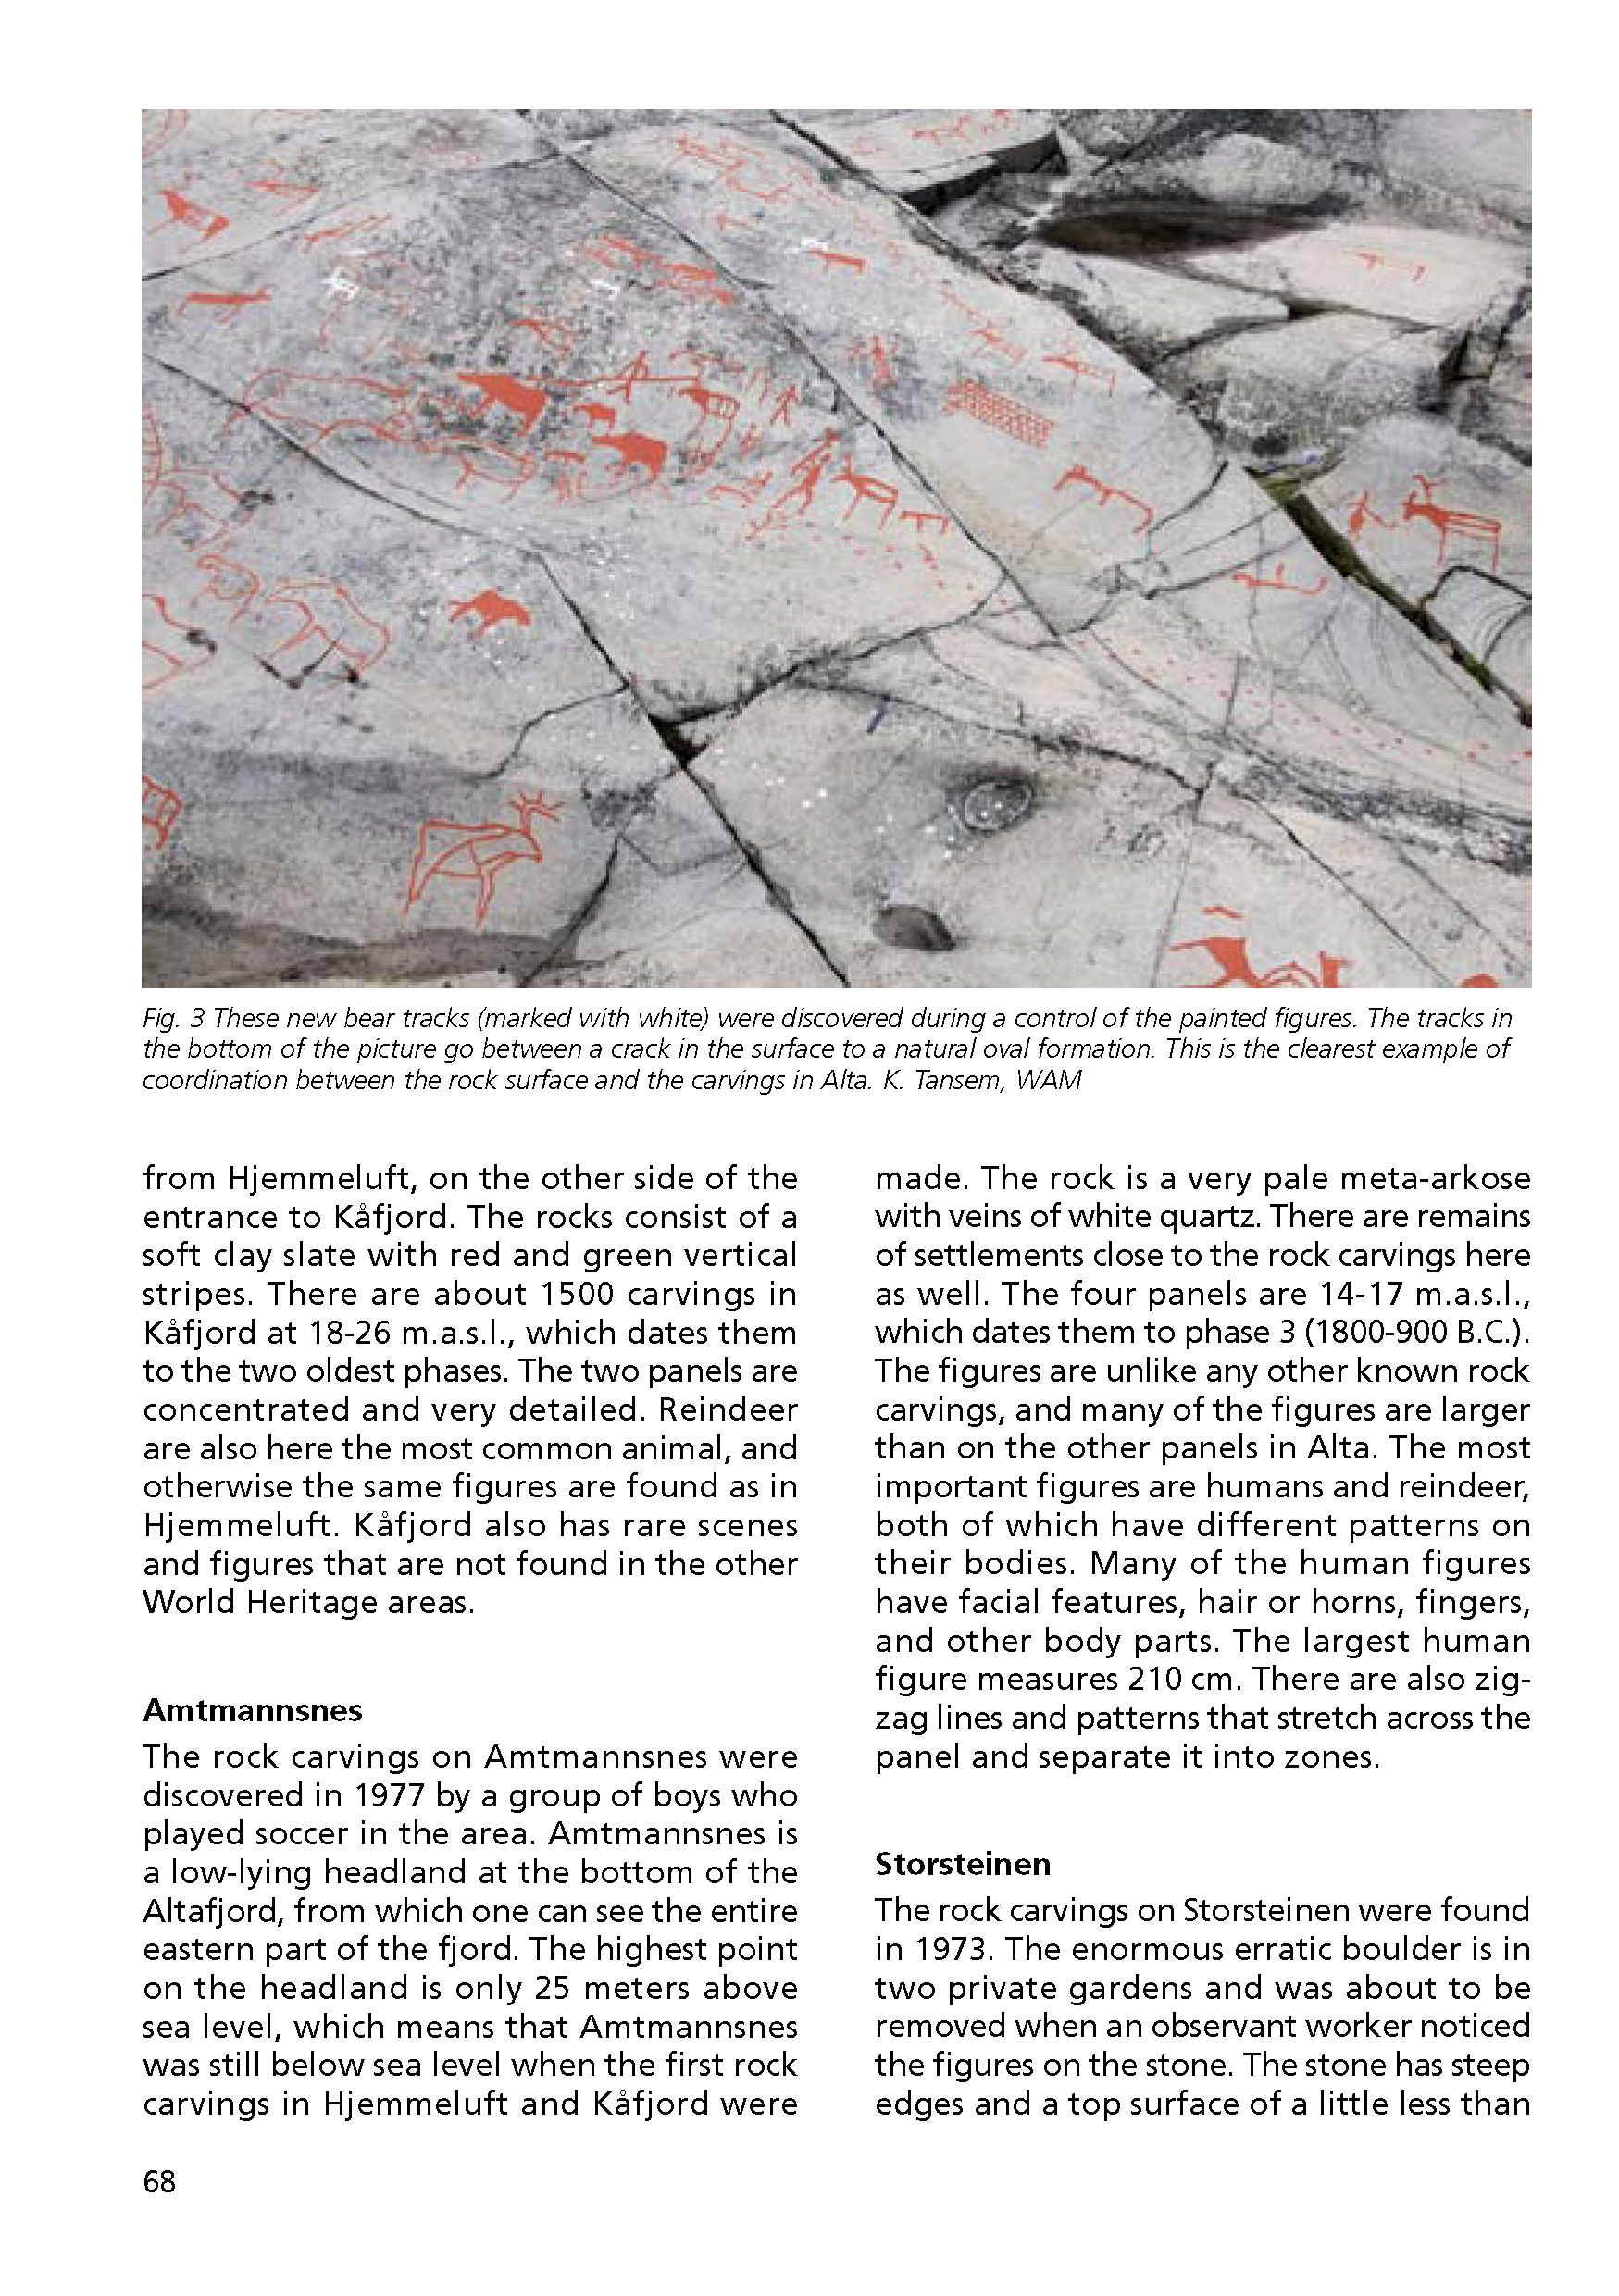 Fig. 3 These new bear tracks (marked with white) were discovered during a control of the painted figures. The tracks in
the bottom of the picture go between a crack in the surface to a natural oval formation. This is the clearest example of
coordination between the rock surface and the carvings in Alta. K. Tansem, WAM
from Hjemmeluft, on the other side of the
entrance to Kåfjord. The rocks consist of a
soft clay slate with red and green vertical
stripes. There are about 1500 carvings in
Kåfjord at 18-26 m.a.s.l., which dates them
to the two oldest phases. The two panels are
concentrated and very detailed. Reindeer
are also here the most common animal, and
otherwise the same figures are found as in
Hjemmeluft. Kåfjord also has rare scenes
and figures that are not found in the other
World Heritage areas.
Amtmannsnes
The rock carvings on Amtmannsnes were
discovered in 1977 by a group of boys who
played soccer in the area. Amtmannsnes is
a low-lying headland at the bottom of the
Altafjord, from which one can see the entire
eastern part of the fjord. The highest point
on the headland is only 25 meters above
sea level, which means that Amtmannsnes
was still below sea level when the first rock
carvings in Hjemmeluft and Kåfjord were
made. The rock is a very pale meta-arkose
with veins of white quartz. There are remains
of settlements close to the rock carvings here
as well. The four panels are 14-17 m.a.s.l.,
which dates them to phase 3 (1800-900 B.C.).
The figures are unlike any other known rock
carvings, and many of the figures are larger
than on the other panels in Alta. The most
important figures are humans and reindeer,
both of which have different patterns on
their bodies. Many of the human figures
have facial features, hair or horns, fingers,
and other body parts. The largest human
figure measures 210 cm. There are also zig-
zag lines and patterns that stretch across the
panel and separate it into zones.
Storsteinen
The rock carvings on Storsteinen were found
in 1973. The enormous erratic boulder is in
two private gardens and was about to be
removed when an observant worker noticed
the figures on the stone. The stone has steep
edges and a top surface of a little less than
68